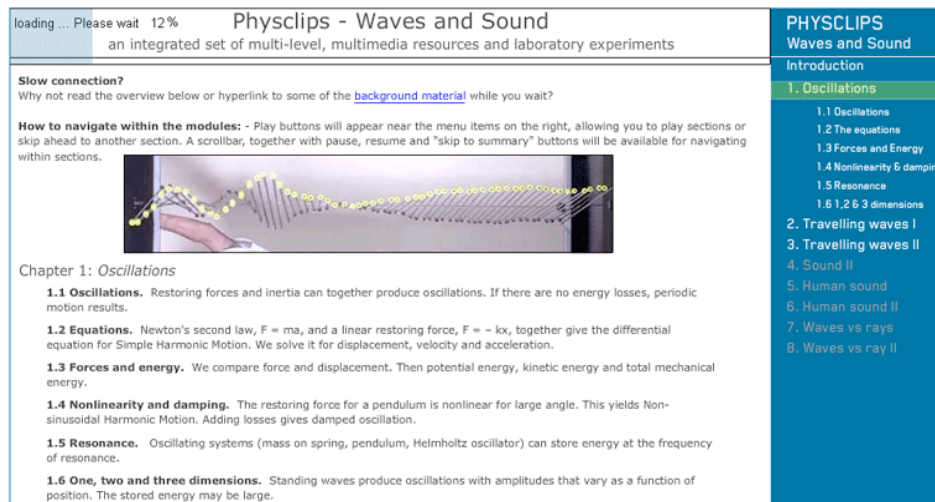 loading ... Please wait 12 %
Physclips - Waves and Sound
an integrated set of multi-level, multimedia resources and laboratory experiments
Slow connection?
Why not read the overview below or hyperlink to some of the background material while you wait?
How to navigate within the modules: - Play buttons will appear near the menu items on the right, allowing you to play sections or
skip ahead to another section. A scrollbar, together with pause, resume and "skip to summary" buttons will be available for navigating
within sections.
Chapter 1: Oscillations
1.1 Oscillations. Restoring forces and inertia can together produce oscillations. If there are no energy losses, periodic
motion results.
1.2 Equations. Newton's second law, F = ma, and a linear restoring force, F = – kx, together give the differential
equation for Simple Harmonic Motion. We solve it for displacement, velocity and acceleration.
1.3 Forces and energy. We compare force and displacement. Then potential energy, kinetic energy and total mechanical
energy.
1.4 Nonlinearity and damping. The restoring force for a pendulum is nonlinear for large angle. This yields Non-
sinusoidal Harmonic Motion. Adding losses gives damped oscillation.
1.5 Resonance. Oscillating systems (mass on spring, pendulum, Helmholtz oscillator) can store energy at the frequency
of resonance.
1.6 One, two and three dimensions. Standing waves produce oscillations with amplitudes that vary as a function of
position. The stored energy may be large.
PHYSCLIPS
Waves and Sound
Introduction
1. Oscillations
1.1 Oscillations
1.2 The equations
1.3 Forces and Energy
1.4 Nonlinearity & dampin
1.5 Resonance
1.6 1,2 & 3 dimensions
2. Travelling waves I
3. Travelling waves II
4. Sound II
5. Human sound
6. Human sound II
7. Waves vs rays
8. Waves vs ray II